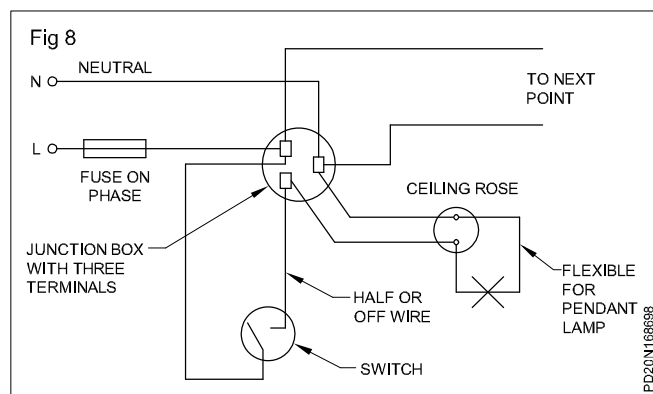 Fig 8
N
NEUTRAL
TO NEXT
POINT
L
FUSE ON
PHASE
CEILING ROSE
JUNCTION BOX
WITH THREE
TERMINALS
HALF OR
OFF WIRE
FLEXIBLE
FOR
PENDANT
LAMP
SWITCH
PD20N168698